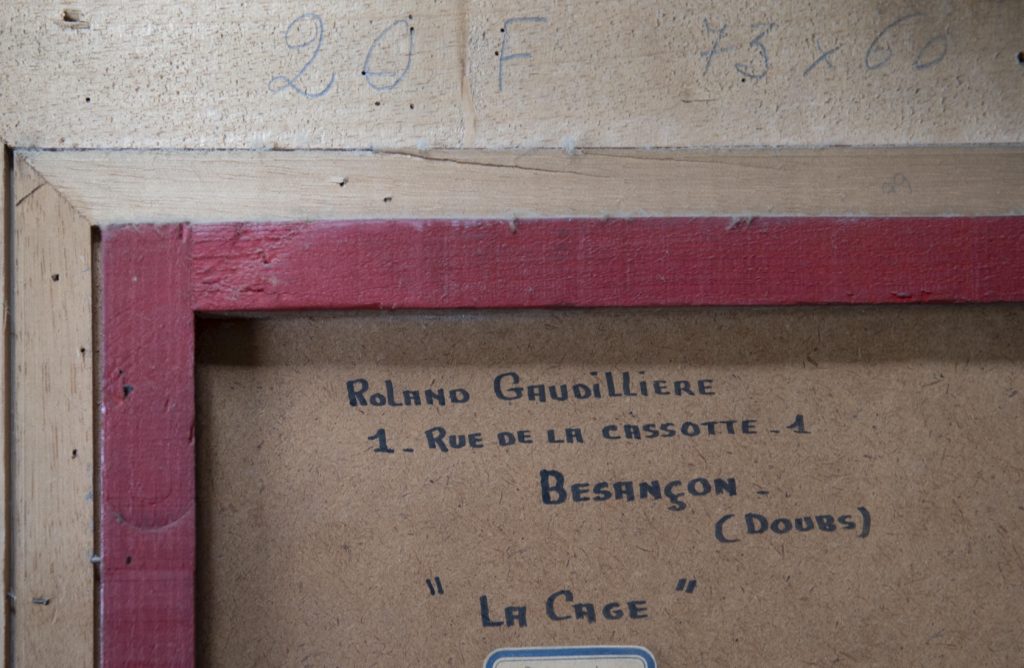 20 F 73 x 60
Roland Gaudilliere
1 - Rue de la Cassotte - 1
Besançon -
(Doubs)
" La Cage "